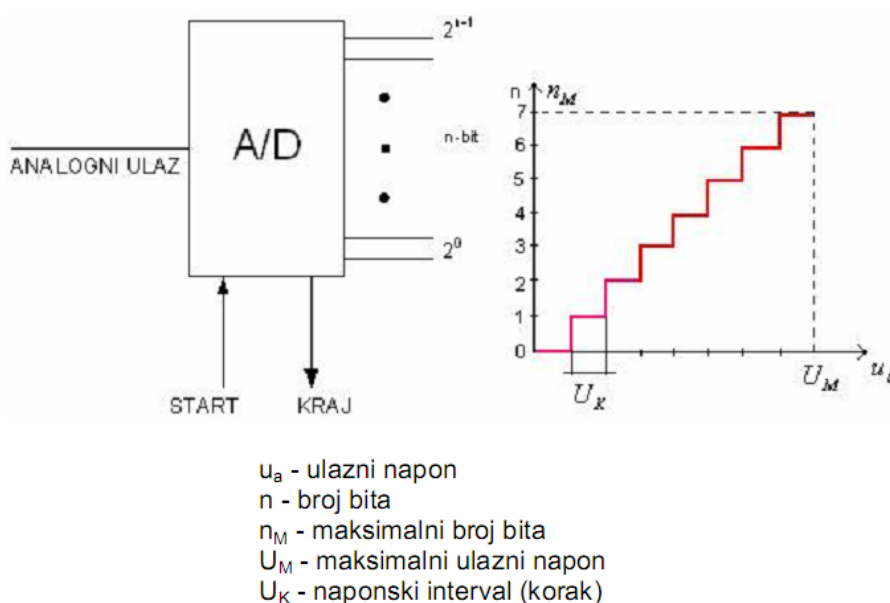 2ⁿ⁻¹
A/D
n-bit
ANALOGNI ULAZ
2⁰
START
KRAJ
n
n_M
7
6
5
4
3
2
1
0
U_K
U_M
u_a - ulazni napon
n - broj bita
n_M - maksimalni broj bita
U_M - maksimalni ulazni napon
U_K - naponski interval (korak)